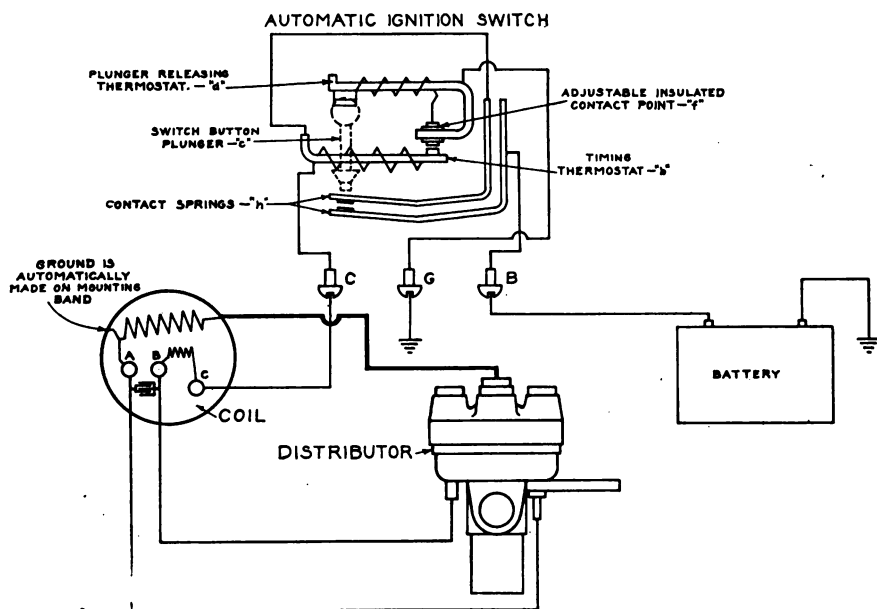 AUTOMATIC IGNITION SWITCH
PLUNGER RELEASING
THERMOSTAT. -"d"
ADJUSTABLE INSULATED
CONTACT POINT -"f"
SWITCH BUTTON
PLUNGER -"c"
TIMING
THERMOSTAT -"b"
CONTACT SPRINGS -"h"
GROUND IS
AUTOMATICALLY
MADE ON MOUNTING
BAND
C
G
B
A
B
C
COIL
BATTERY
DISTRIBUTOR